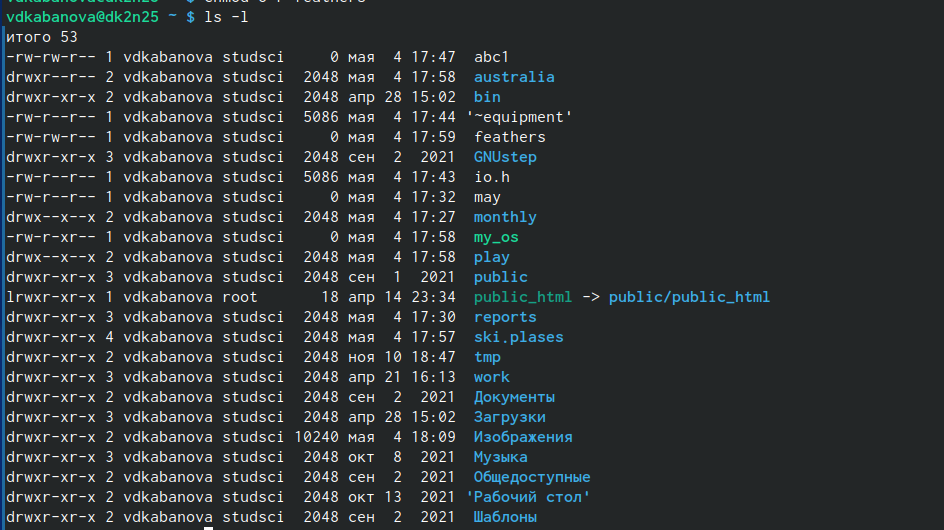 vdkabanova@dk2n25 ~ $ ls -l
итого 53
-rw-rw-r-- 1 vdkabanova studsci     0 мая  4 17:47  abc1
drwxr--r-- 2 vdkabanova studsci  2048 мая  4 17:58  australia
drwxr-xr-x 2 vdkabanova studsci  2048 апр 28 15:02  bin
-rw-r--r-- 1 vdkabanova studsci  5086 мая  4 17:44 '~equipment'
-rw-rw-r-- 1 vdkabanova studsci     0 мая  4 17:59  feathers
drwxr-xr-x 3 vdkabanova studsci  2048 сен  2  2021  GNUstep
-rw-r--r-- 1 vdkabanova studsci  5086 мая  4 17:43  io.h
-rw-r--r-- 1 vdkabanova studsci     0 мая  4 17:32  may
drwx--x--x 2 vdkabanova studsci  2048 мая  4 17:27  monthly
-rw-r--r-- 1 vdkabanova studsci     0 мая  4 17:58  my_os
drwx--x--x 2 vdkabanova studsci  2048 мая  4 17:58  play
drwxr-xr-x 3 vdkabanova studsci  2048 сен  1  2021  public
lrwxr-xr-x 1 vdkabanova root       18 апр 14 23:34  public_html -> public/public_html
drwxr-xr-x 3 vdkabanova studsci  2048 мая  4 17:30  reports
drwxr-xr-x 4 vdkabanova studsci  2048 мая  4 17:57  ski.plases
drwxr-xr-x 2 vdkabanova studsci  2048 ноя 10 18:47  tmp
drwxr-xr-x 3 vdkabanova studsci  2048 апр 21 16:13  work
drwxr-xr-x 2 vdkabanova studsci  2048 сен  2  2021  Документы
drwxr-xr-x 3 vdkabanova studsci  2048 апр 28 15:02  Загрузки
drwxr-xr-x 2 vdkabanova studsci 10240 мая  4 18:09  Изображения
drwxr-xr-x 3 vdkabanova studsci  2048 окт  8  2021  Музыка
drwxr-xr-x 2 vdkabanova studsci  2048 сен  2  2021  Общедоступные
drwxr-xr-x 2 vdkabanova studsci  2048 окт 13  2021 'Рабочий стол'
drwxr-xr-x 2 vdkabanova studsci  2048 сен  2  2021  Шаблоны